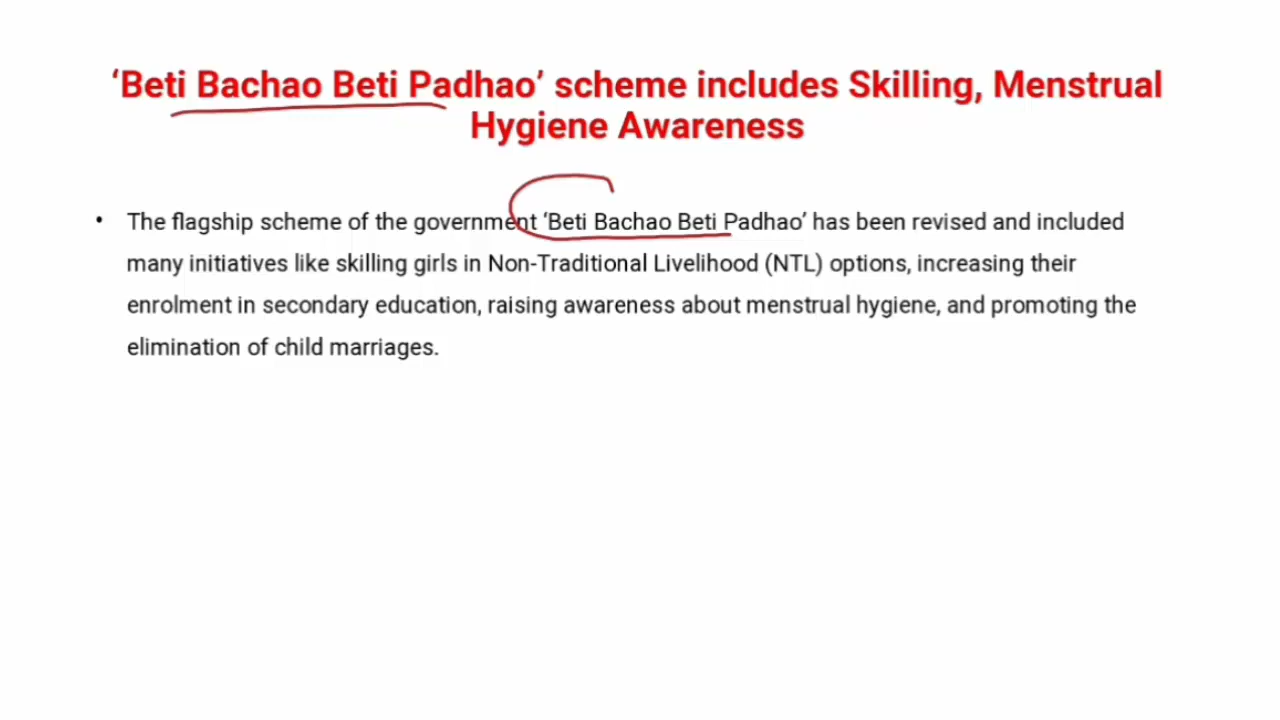 ‘Beti Bachao Beti Padhao’ scheme includes Skilling, Menstrual
Hygiene Awareness
• The flagship scheme of the government ‘Beti Bachao Beti Padhao’ has been revised and included
many initiatives like skilling girls in Non-Traditional Livelihood (NTL) options, increasing their
enrolment in secondary education, raising awareness about menstrual hygiene, and promoting the
elimination of child marriages.